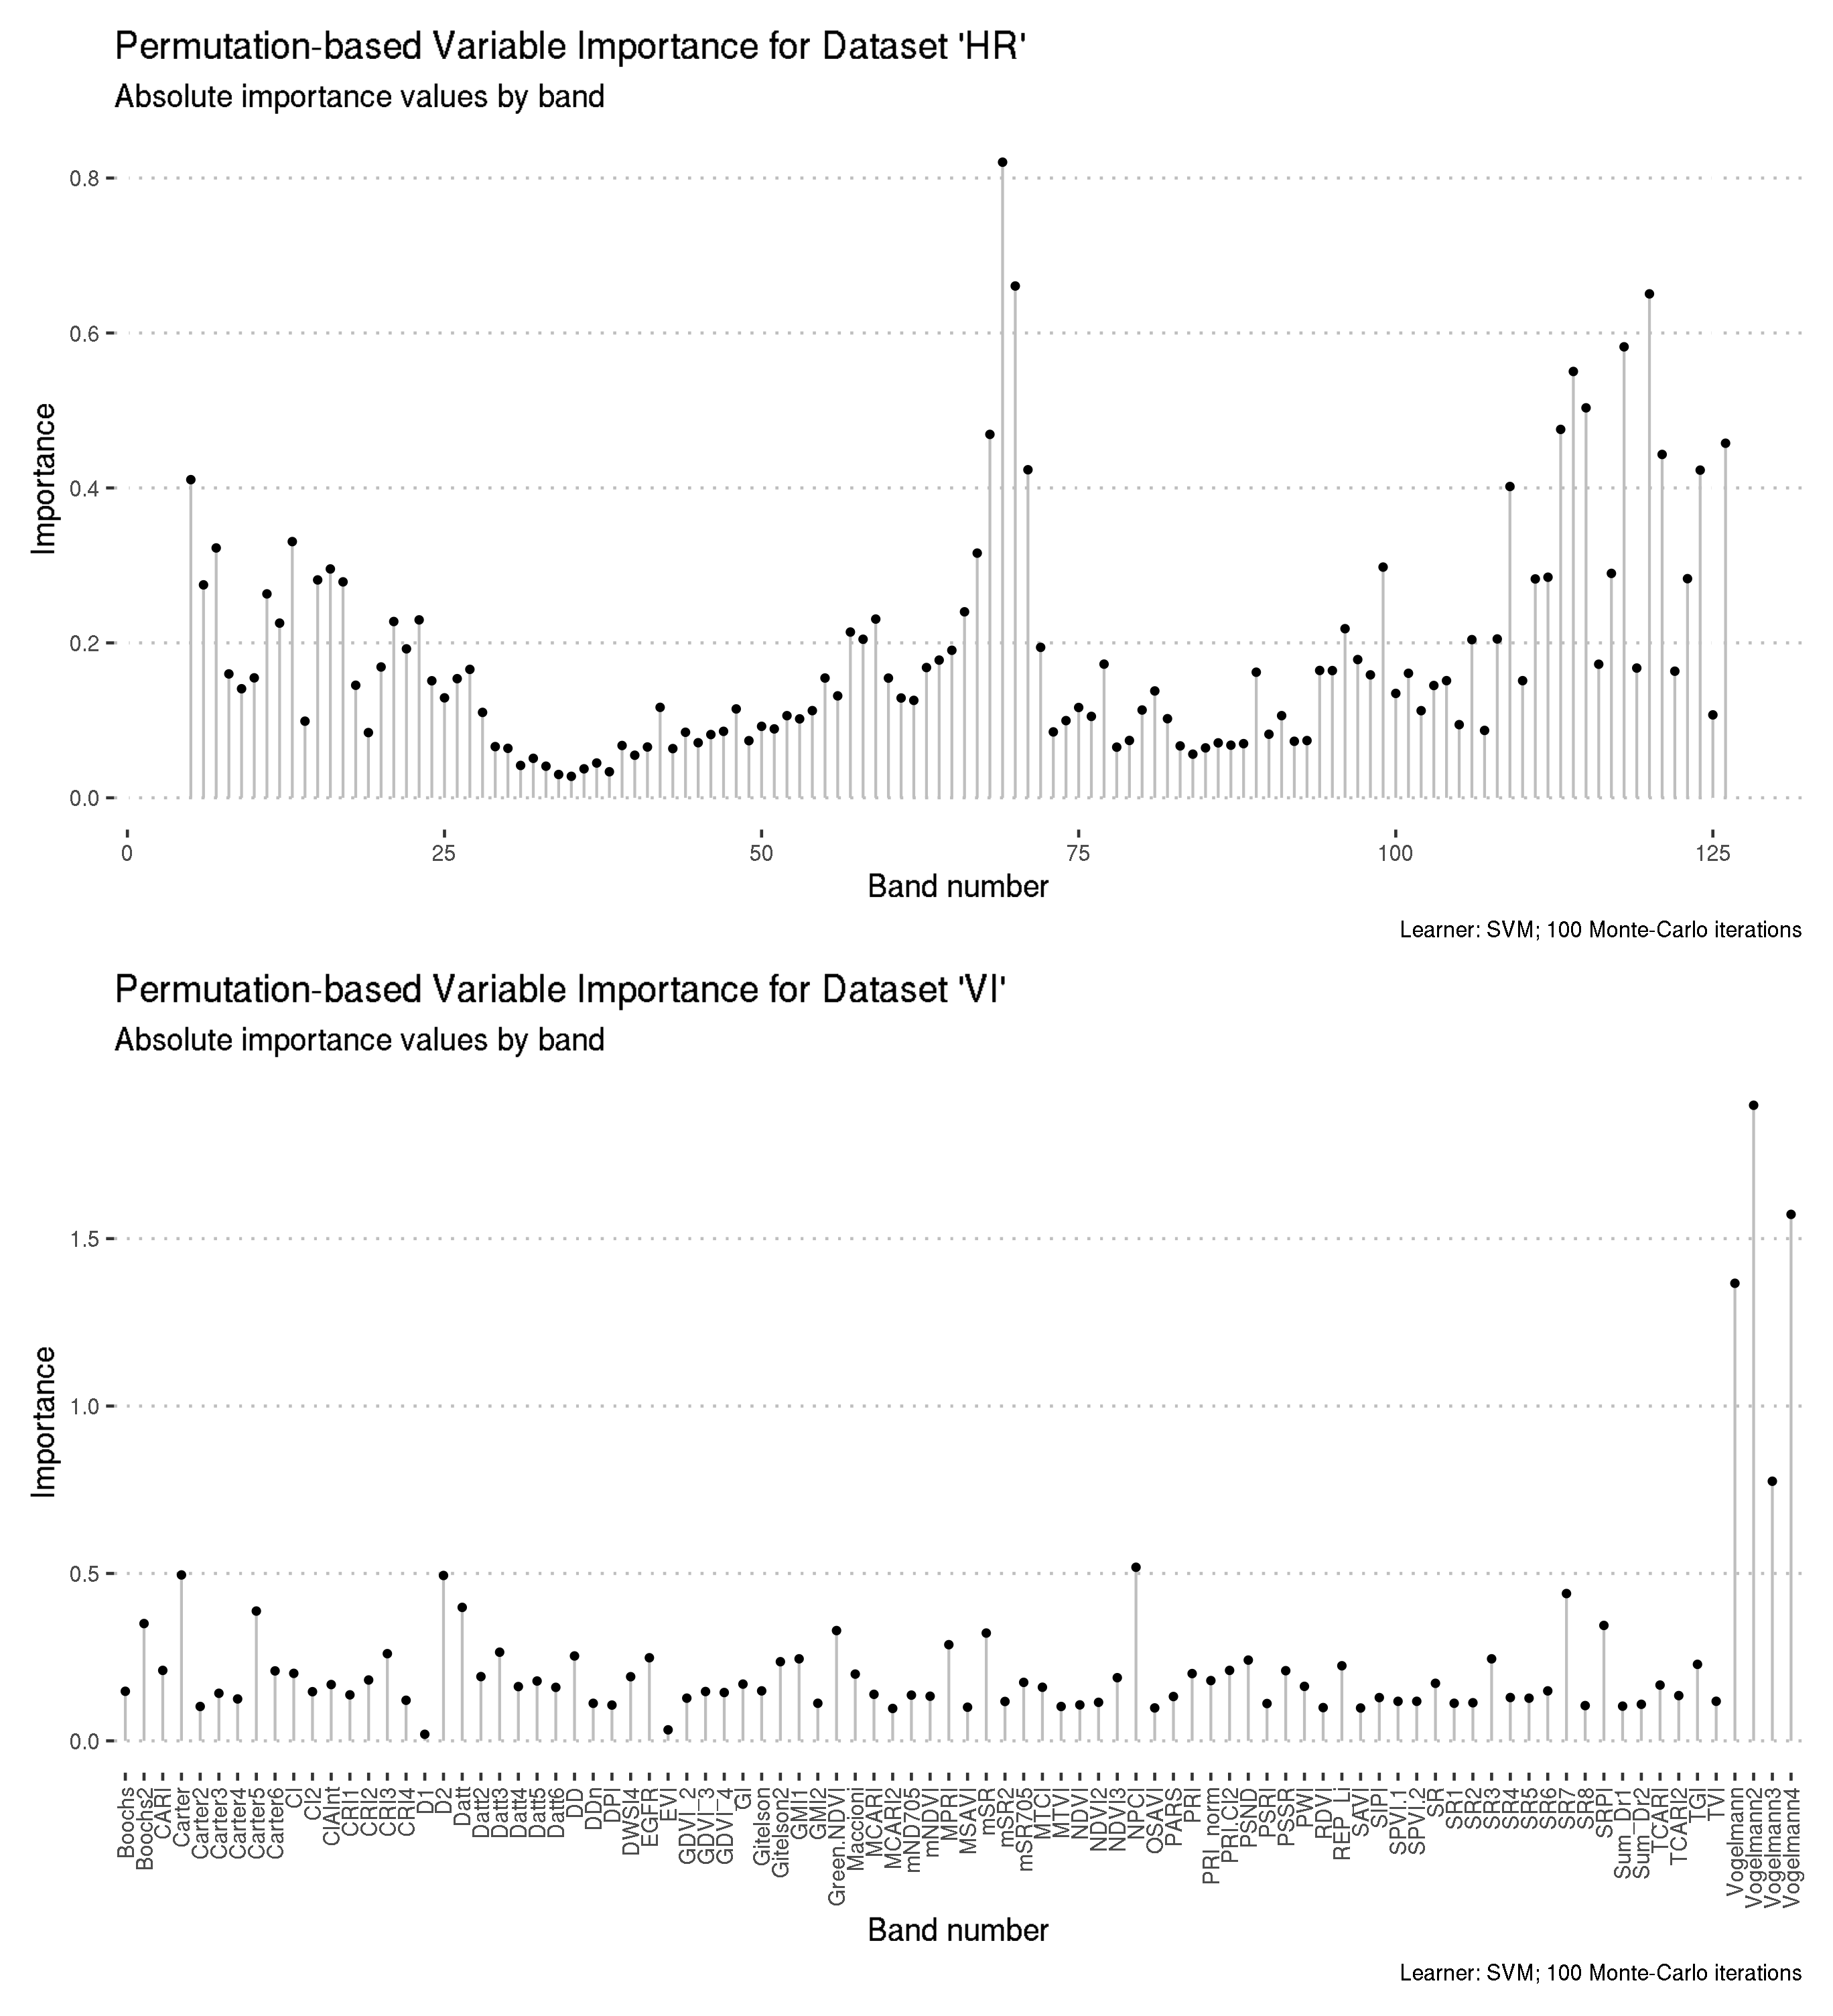 Permutation-based Variable Importance for Dataset 'HR'
Absolute importance values by band
0.8
0.6
0.4
0.2
0.0
Importance
0
25
50
75
100
125
Band number
Learner: SVM; 100 Monte-Carlo iterations
Permutation-based Variable Importance for Dataset 'VI'
Absolute importance values by band
1.5
1.0
0.5
0.0
Importance
Boochs
Boochs2
CARI
Carter
Carter2
Carter3
Carter4
Carter5
Carter6
CI
CI2
ClAInt
CRI1
CRI2
CRI3
CRI4
D1
D2
Datt
Datt2
Datt3
Datt4
Datt5
Datt6
DD
DDn
DPI
DWSI4
EGFR
EVI
GDVI_2
GDVI_3
GDVI_4
GI
Gitelson
Gitelson2
GMI1
GMI2
Green.NDVI
Maccioni
MCARI
MCARI2
mND705
mNDVI
MPRI
MSAVI
mSR
mSR2
mSR705
MTCI
MTVI
NDVI
NDVI2
NDVI3
NPCI
OSAVI
PARS
PRI
PRI_norm
PRI.CI2
PSND
PSRI
PSSR
PWI
RDVI
REP_Li
SAVI
SIPI
SPVI.1
SPVI.2
SR
SR1
SR2
SR3
SR4
SR5
SR6
SR7
SR8
SRPI
Sum_Dr1
Sum_Dr2
TCARI
TCARI2
TGI
TVI
Vogelmann
Vogelmann2
Vogelmann3
Vogelmann4
Band number
Learner: SVM; 100 Monte-Carlo iterations